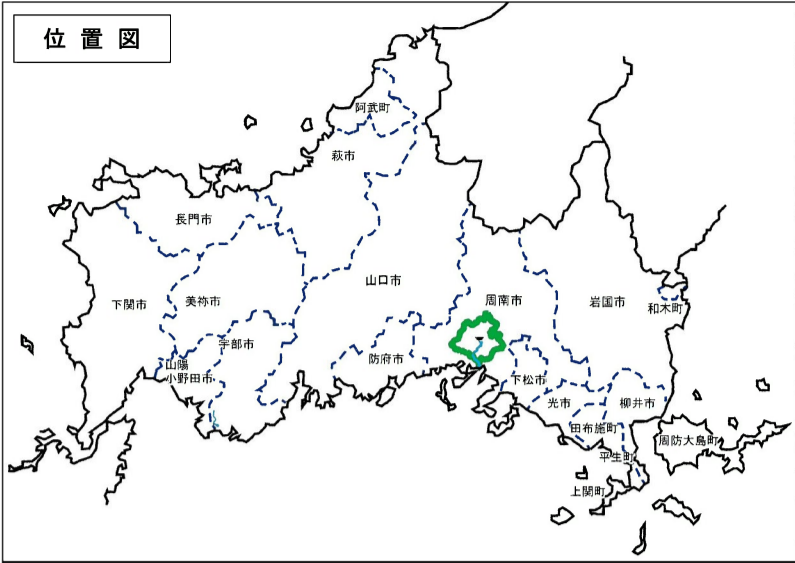 位置図
阿武町
萩市
長門市
山口市
下関市
美祢市
周南市
岩国市
和木町
宇部市
防府市
山陽
小野田市
下松市
光市
柳井市
田布施町
周防大島町
平生町
上関町